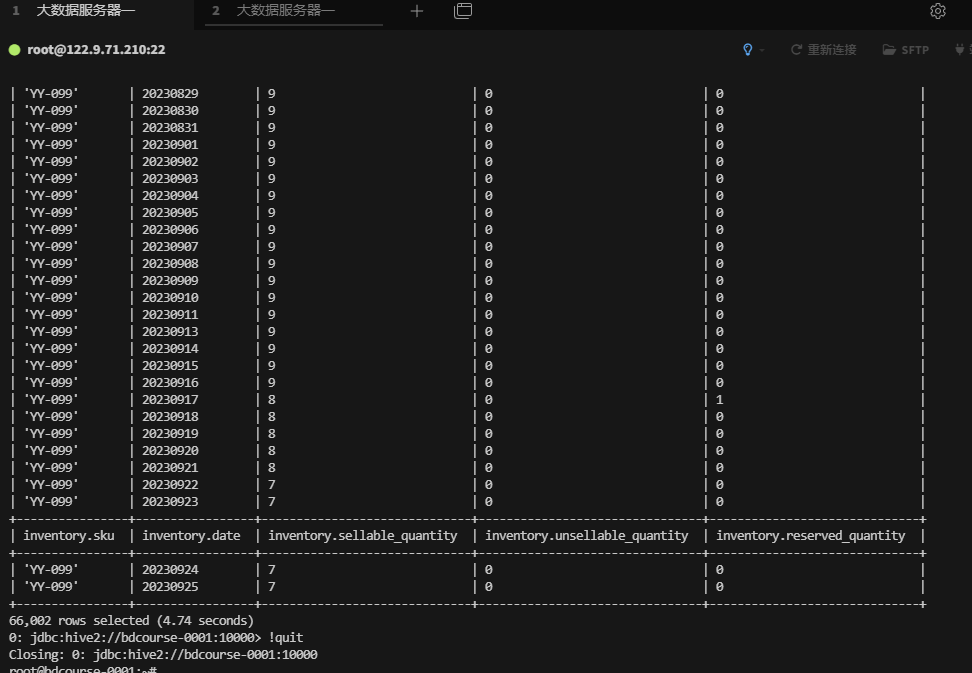 1 大数据服务器一 2 大数据服务器一
root@122.9.71.210:22 重新连接 SFTP
| 'YY-099' | 20230829 | 9 | 0 | 0 |
| 'YY-099' | 20230830 | 9 | 0 | 0 |
| 'YY-099' | 20230831 | 9 | 0 | 0 |
| 'YY-099' | 20230901 | 9 | 0 | 0 |
| 'YY-099' | 20230902 | 9 | 0 | 0 |
| 'YY-099' | 20230903 | 9 | 0 | 0 |
| 'YY-099' | 20230904 | 9 | 0 | 0 |
| 'YY-099' | 20230905 | 9 | 0 | 0 |
| 'YY-099' | 20230906 | 9 | 0 | 0 |
| 'YY-099' | 20230907 | 9 | 0 | 0 |
| 'YY-099' | 20230908 | 9 | 0 | 0 |
| 'YY-099' | 20230909 | 9 | 0 | 0 |
| 'YY-099' | 20230910 | 9 | 0 | 0 |
| 'YY-099' | 20230911 | 9 | 0 | 0 |
| 'YY-099' | 20230913 | 9 | 0 | 0 |
| 'YY-099' | 20230914 | 9 | 0 | 0 |
| 'YY-099' | 20230915 | 9 | 0 | 0 |
| 'YY-099' | 20230916 | 9 | 0 | 0 |
| 'YY-099' | 20230917 | 8 | 0 | 1 |
| 'YY-099' | 20230918 | 8 | 0 | 0 |
| 'YY-099' | 20230919 | 8 | 0 | 0 |
| 'YY-099' | 20230920 | 8 | 0 | 0 |
| 'YY-099' | 20230921 | 8 | 0 | 0 |
| 'YY-099' | 20230922 | 7 | 0 | 0 |
| 'YY-099' | 20230923 | 7 | 0 | 0 |
| inventory.sku | inventory.date | inventory.sellable_quantity | inventory.unsellable_quantity | inventory.reserved_quantity |
| 'YY-099' | 20230924 | 7 | 0 | 0 |
| 'YY-099' | 20230925 | 7 | 0 | 0 |
66,002 rows selected (4.74 seconds)
0: jdbc:hive2://bdcourse-0001:10000> !quit
Closing: 0: jdbc:hive2://bdcourse-0001:10000
root@bdcourse-0001:~#